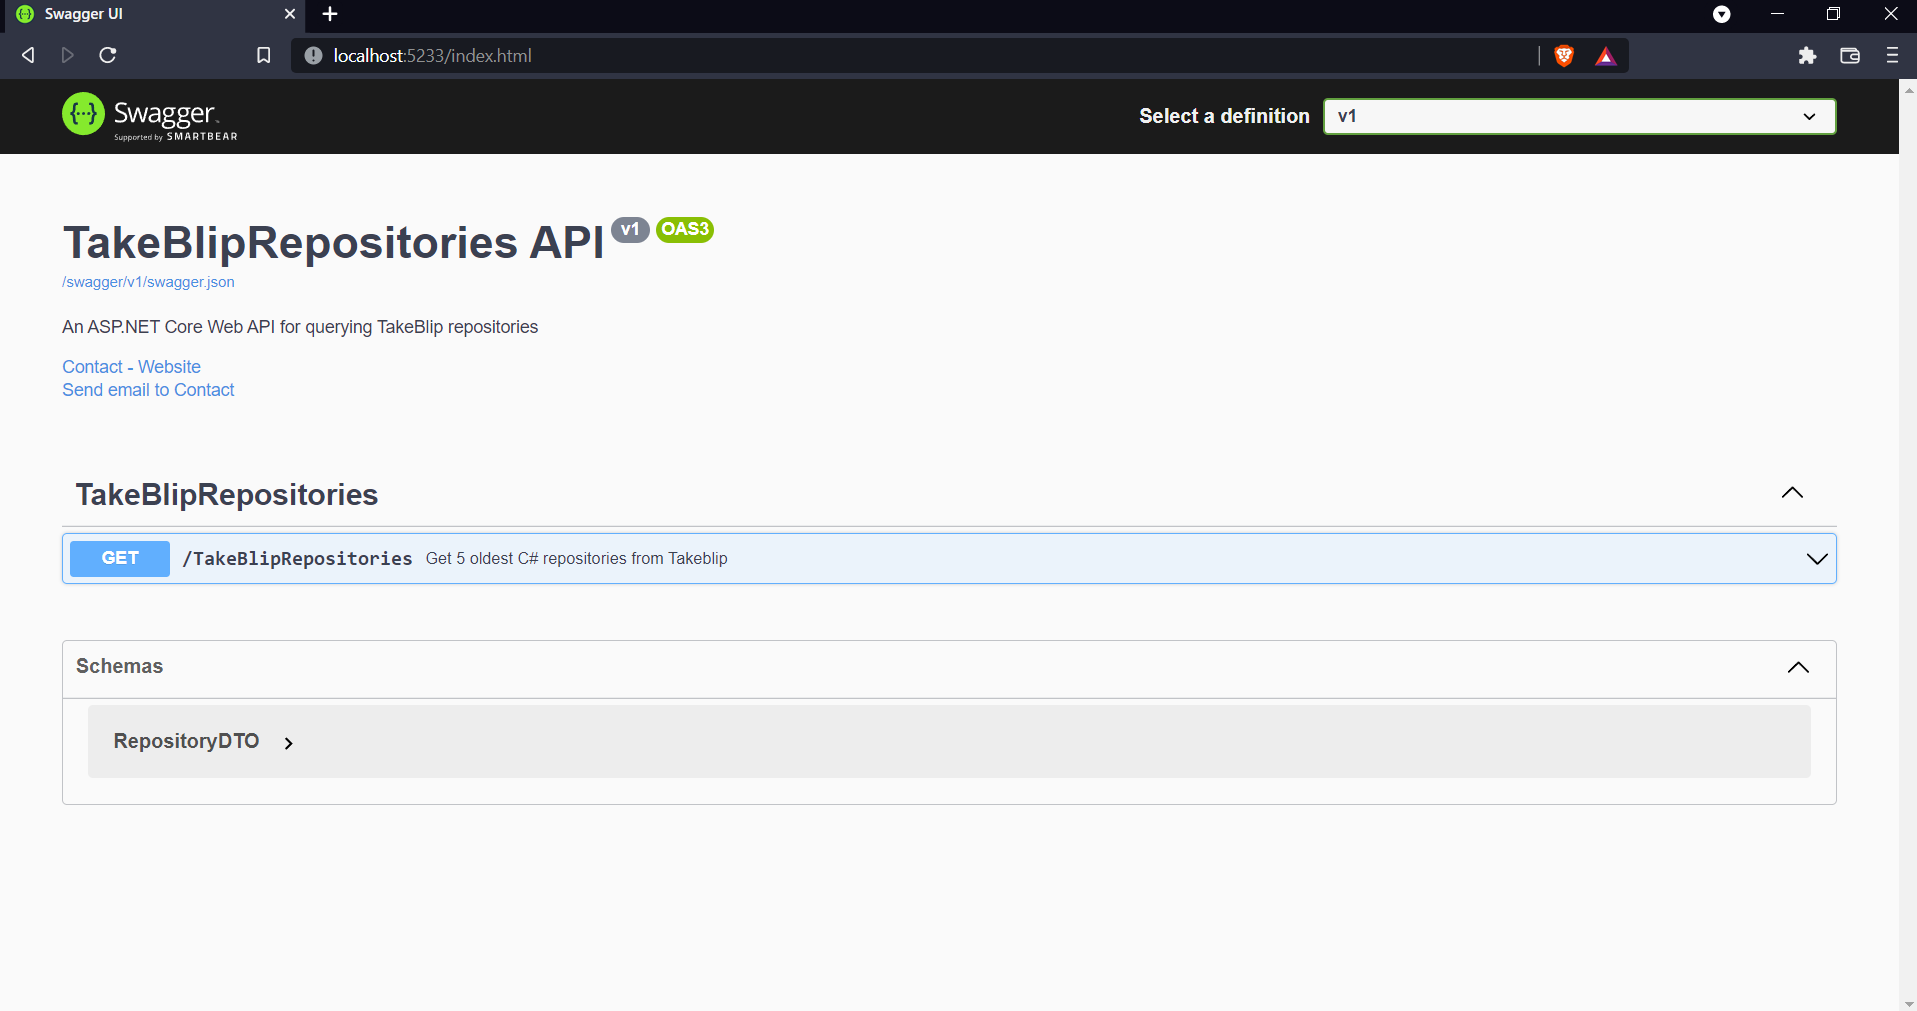 Swagger UI
localhost:5233/index.html
Swagger
Supported by SMARTBEAR
Select a definition v1
TakeBlipRepositories API v1 OAS3
/swagger/v1/swagger.json
An ASP.NET Core Web API for querying TakeBlip repositories
Contact - Website
Send email to Contact
TakeBlipRepositories
GET /TakeBlipRepositories Get 5 oldest C# repositories from Takeblip
Schemas
RepositoryDTO